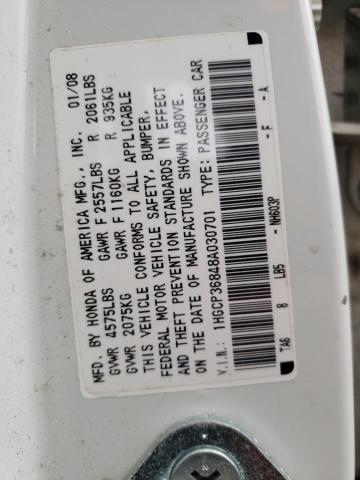 MFD. BY HONDA OF AMERICA MFG., INC. 01/08
GVWR 4575LBS GAWR F 2557LBS R 2061LBS
GVWR 2075KG GAWR F 1160KG R 935KG
THIS VEHICLE CONFORMS TO ALL APPLICABLE
FEDERAL MOTOR VEHICLE SAFETY, BUMPER,
AND THEFT PREVENTION STANDARDS IN EFFECT
ON THE DATE OF MANUFACTURE SHOWN ABOVE.
V.I.N.: 1HGCP36848A030701 TYPE: PASSENGER CAR
TA6 8 LB5 - NH603P - F - A